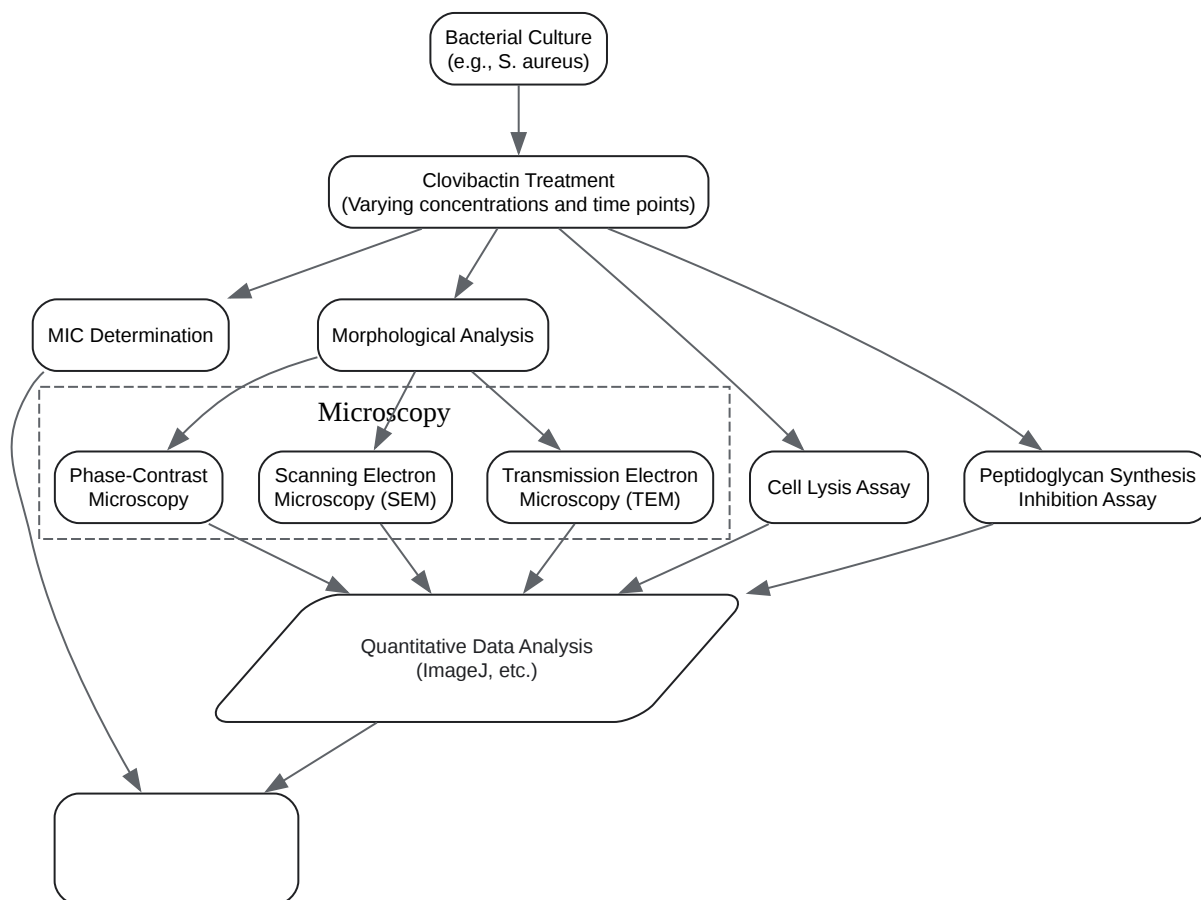 Bacterial Culture
(e.g., S. aureus)
Clovibactin Treatment
(Varying concentrations and time points)
MIC Determination
Morphological Analysis
Microscopy
Phase-Contrast
Microscopy
Scanning Electron
Microscopy (SEM)
Transmission Electron
Microscopy (TEM)
Cell Lysis Assay
Peptidoglycan Synthesis
Inhibition Assay
Quantitative Data Analysis
(ImageJ, etc.)